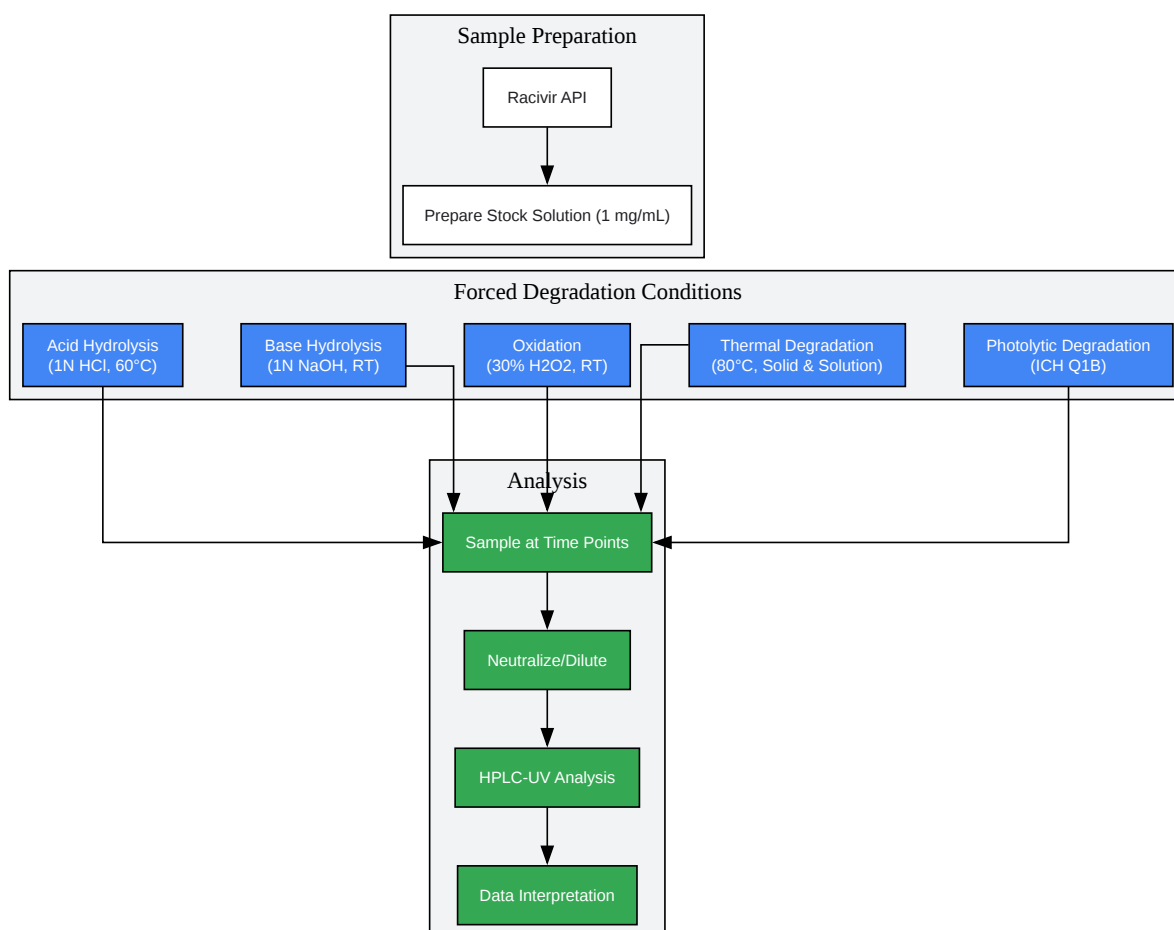 Sample Preparation
Racivir API
Prepare Stock Solution (1 mg/mL)
Forced Degradation Conditions
Acid Hydrolysis
(1N HCl, 60°C)
Base Hydrolysis
(1N NaOH, RT)
Oxidation
(30% H2O2, RT)
Thermal Degradation
(80°C, Solid & Solution)
Photolytic Degradation
(ICH Q1B)
Analysis
Sample at Time Points
Neutralize/Dilute
HPLC-UV Analysis
Data Interpretation